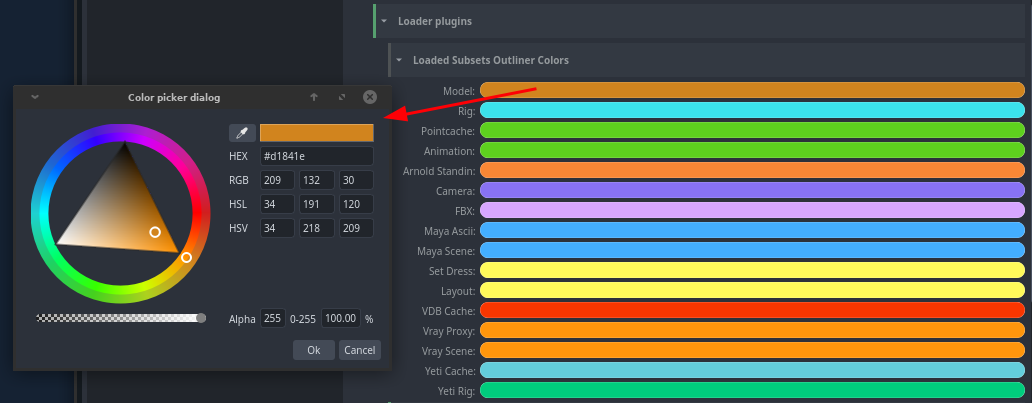 Loader plugins
Loaded Subsets Outliner Colors
Color picker dialog
HEX #d1841e
RGB 209 132 30
HSL 34 191 120
HSV 34 218 209
Alpha 255 0-255 100.00 %
Ok Cancel
Model:
Rig:
Pointcache:
Animation:
Arnold Standin:
Camera:
FBX:
Maya Ascii:
Maya Scene:
Set Dress:
Layout:
VDB Cache:
Vray Proxy:
Vray Scene:
Yeti Cache:
Yeti Rig: